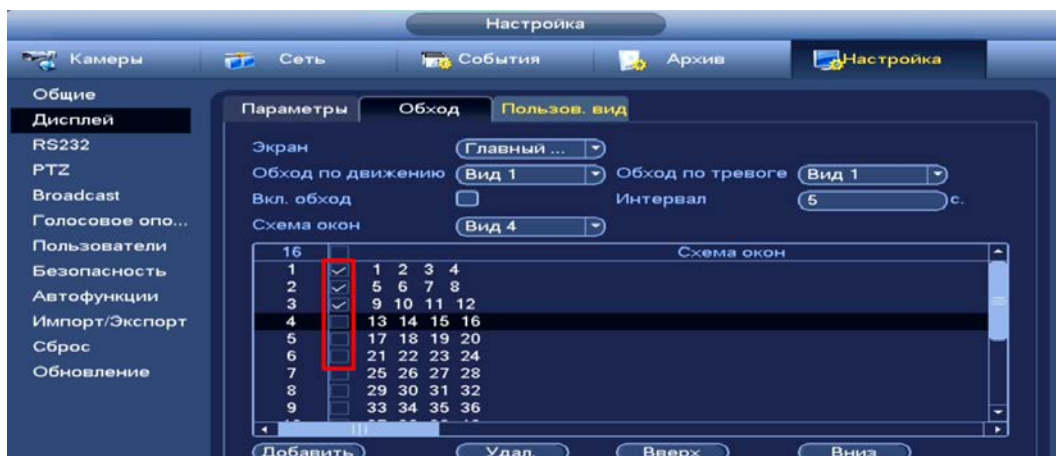 Настройка
Камеры Сеть События Архив Настройка
Общие
Дисплей
RS232
PTZ
Broadcast
Голосовое опо...
Пользователи
Безопасность
Автофункции
Импорт/Экспорт
Сброс
Обновление
Параметры Обход Пользов. вид
Экран Главный ...
Обход по движению Вид 1 Обход по тревоге Вид 1
Вкл. обход Интервал 5 с.
Схема окон Вид 4
16 Схема окон
1 1 2 3 4
2 5 6 7 8
3 9 10 11 12
4 13 14 15 16
5 17 18 19 20
6 21 22 23 24
7 25 26 27 28
8 29 30 31 32
9 33 34 35 36
Добавить Удал. Вверх Вниз